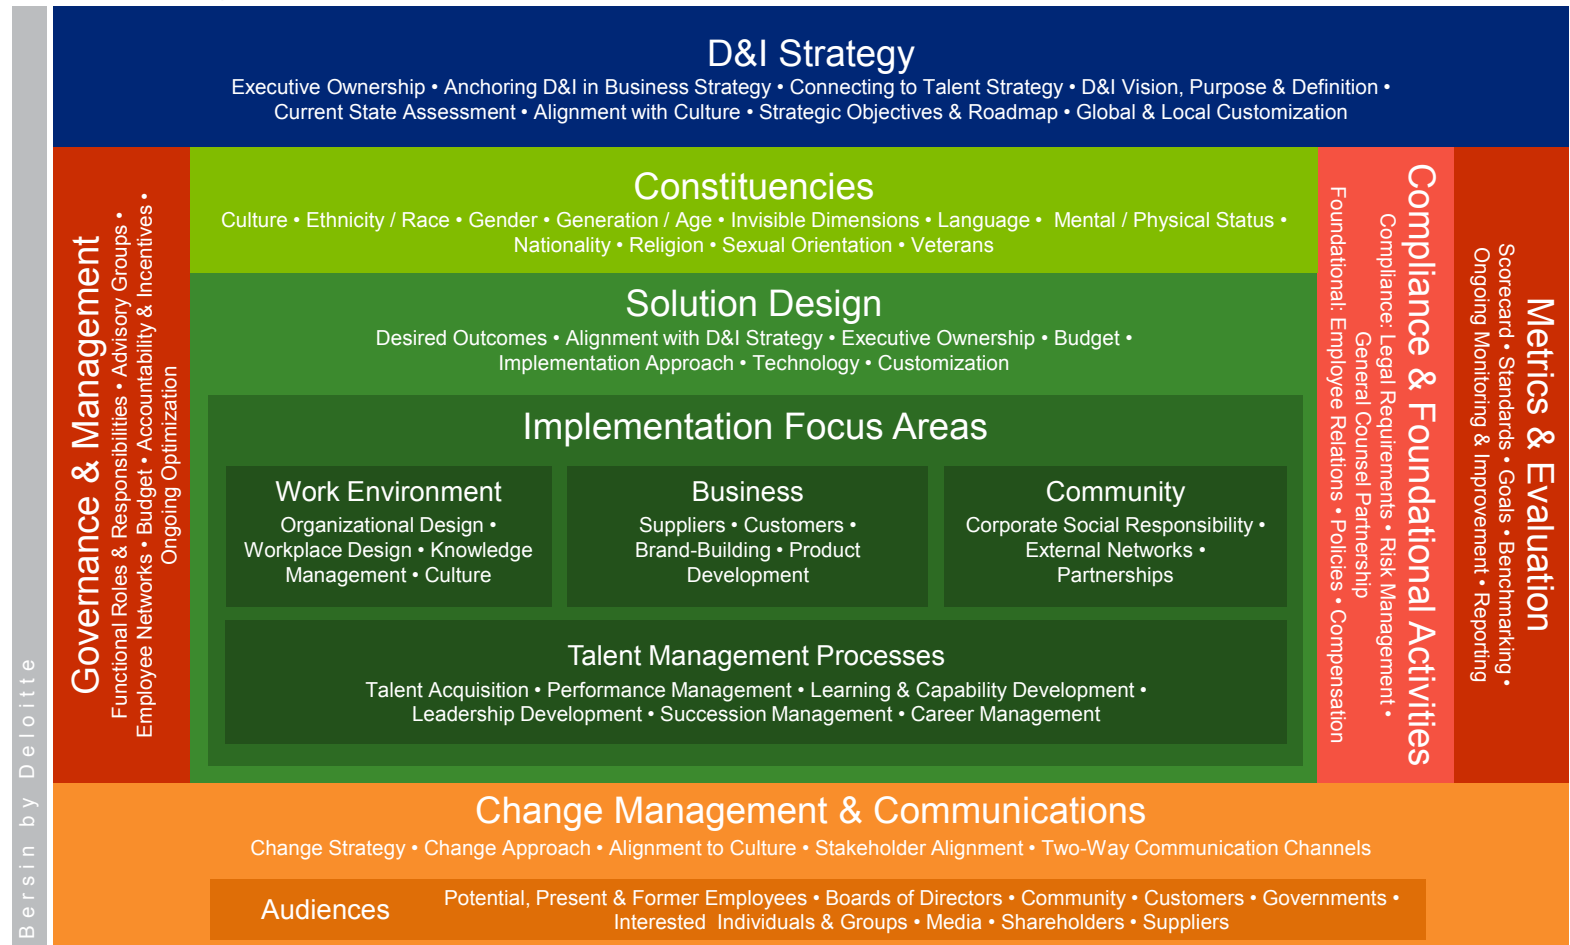 D&I Strategy
Executive Ownership • Anchoring D&I in Business Strategy • Connecting to Talent Strategy • D&I Vision, Purpose & Definition •
Current State Assessment • Alignment with Culture • Strategic Objectives & Roadmap • Global & Local Customization
Governance & Management
Functional Roles & Responsibilities • Advisory Groups •
Employee Networks • Budget • Accountability & Incentives •
Ongoing Optimization
Constituencies
Culture • Ethnicity / Race • Gender • Generation / Age • Invisible Dimensions • Language • Mental / Physical Status •
Nationality • Religion • Sexual Orientation • Veterans
Solution Design
Desired Outcomes • Alignment with D&I Strategy • Executive Ownership • Budget •
Implementation Approach • Technology • Customization
Implementation Focus Areas
Work Environment
Organizational Design •
Workplace Design • Knowledge
Management • Culture
Business
Suppliers • Customers •
Brand-Building • Product
Development
Community
Corporate Social Responsibility •
External Networks •
Partnerships
Talent Management Processes
Talent Acquisition • Performance Management • Learning & Capability Development •
Leadership Development • Succession Management • Career Management
Compliance & Foundational Activities
Compliance: Legal Requirements • Risk Management •
General Counsel Partnership
Foundational: Employee Relations • Policies • Compensation
Metrics & Evaluation
Scorecard • Standards • Goals • Benchmarking •
Ongoing Monitoring & Improvement • Reporting
Change Management & Communications
Change Strategy • Change Approach • Alignment to Culture • Stakeholder Alignment • Two-Way Communication Channels
Audiences
Potential, Present & Former Employees • Boards of Directors • Community • Customers • Governments •
Interested Individuals & Groups • Media • Shareholders • Suppliers
Bersin by Deloitte